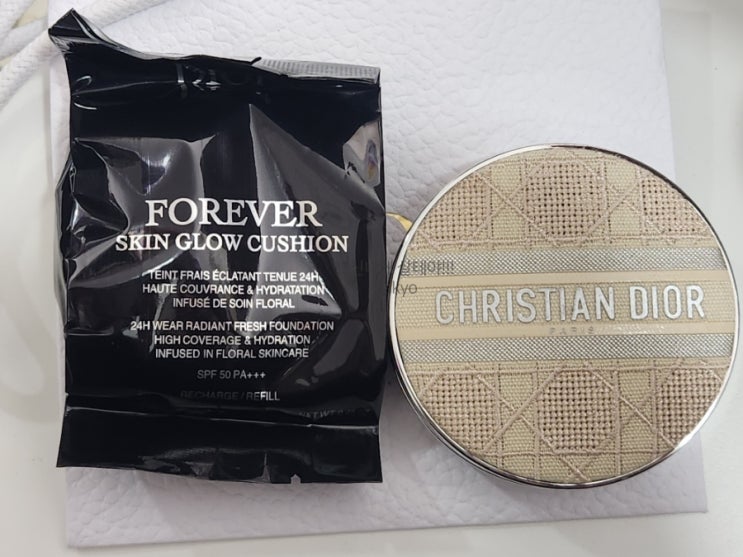 FOREVER
SKIN GLOW CUSHION
TEINT FRAIS ÉCLATANT TENUE 24H
HAUTE COUVRANCE & HYDRATATION
INFUSÉ DE SOIN FLORAL
24H WEAR RADIANT FRESH FOUNDATION
HIGH COVERAGE & HYDRATION
INFUSED IN FLORAL SKINCARE
SPF 50 PA+++
RECHARGE / REFILL
CHRISTIAN DIOR
PARIS